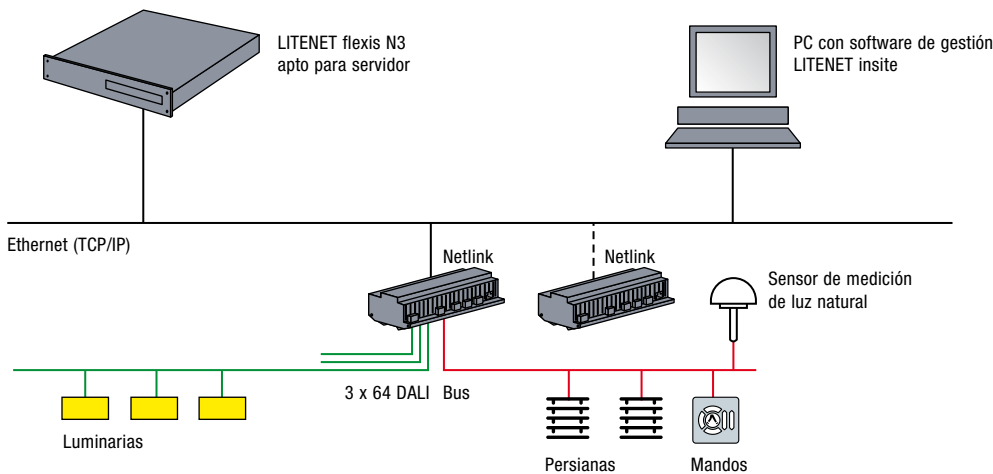 LITENET flexis N3
apto para servidor
PC con software de gestión
LITENET insite
Ethernet (TCP/IP)
Netlink
Netlink
Sensor de medición
de luz natural
3 x 64 DALI
Bus
Luminarias
Persianas
Mandos